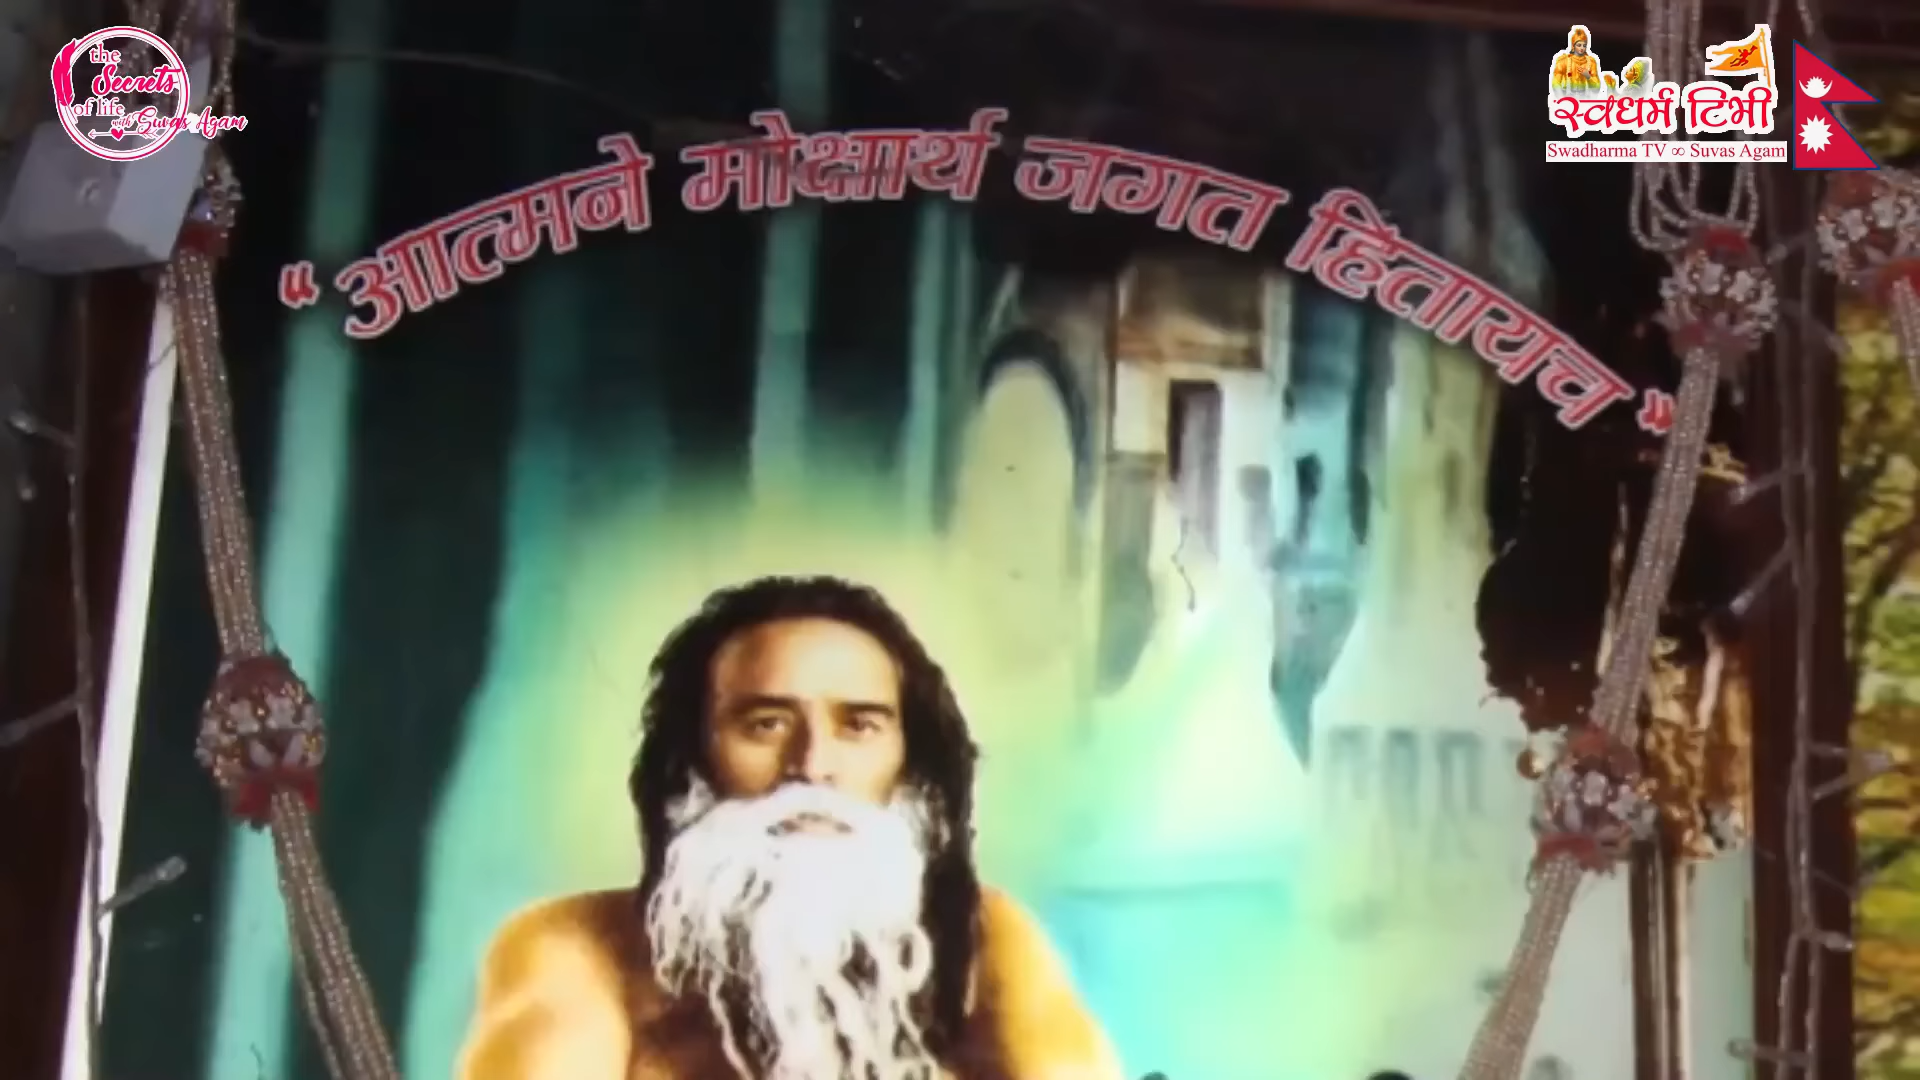 the
Secrets
of life
with Suvas Agam
स्वधर्म टिभी
Swadharma TV ∞ Suvas Agam
“ आत्मने मोक्षार्थ जगत हितायच “